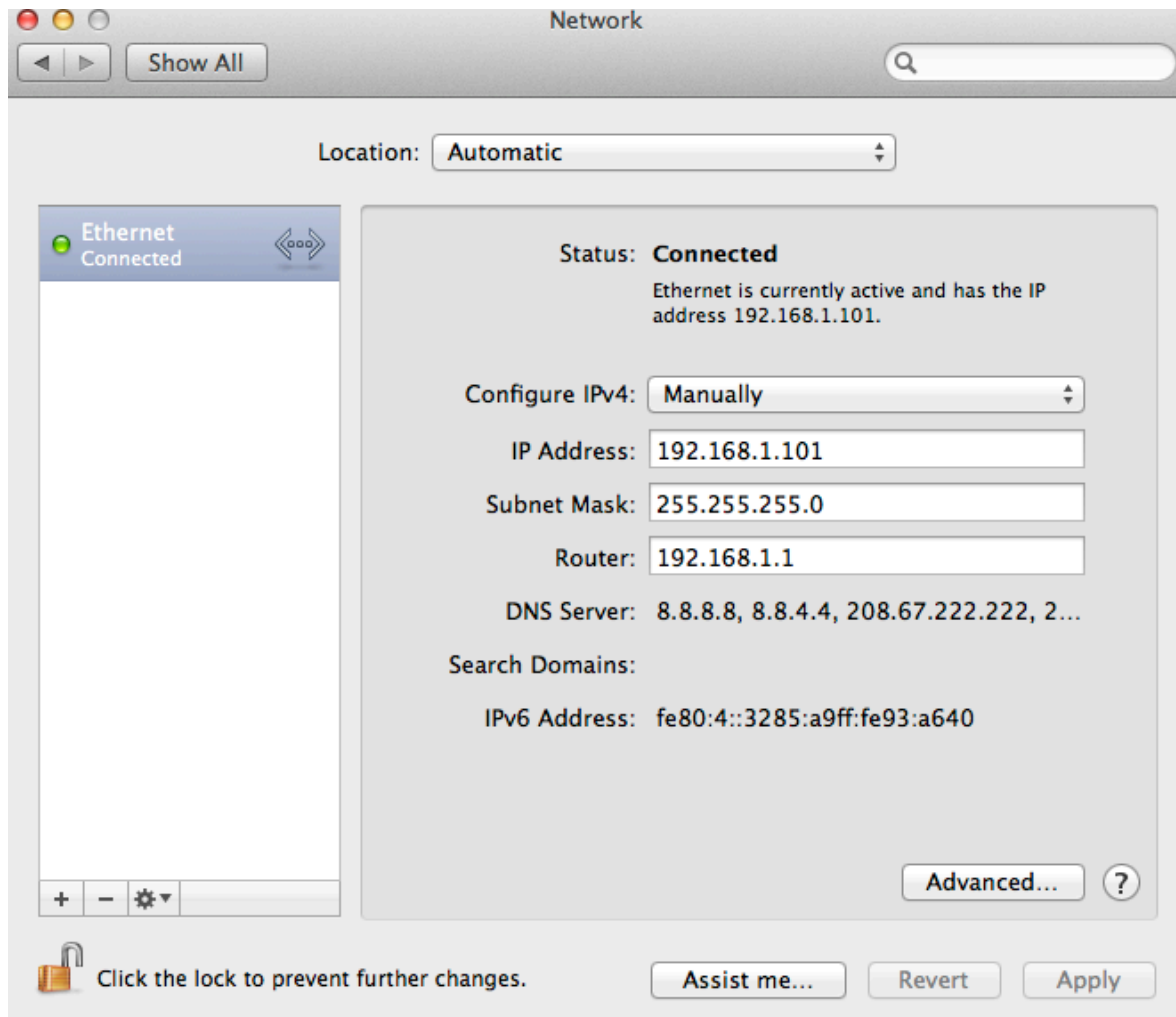 Network
Show All
Location: Automatic
Ethernet
Connected
Status: Connected
Ethernet is currently active and has the IP
address 192.168.1.101.
Configure IPv4: Manually
IP Address: 192.168.1.101
Subnet Mask: 255.255.255.0
Router: 192.168.1.1
DNS Server: 8.8.8.8, 8.8.4.4, 208.67.222.222, 2...
Search Domains:
IPv6 Address: fe80:4::3285:a9ff:fe93:a640
Advanced... ?
+ −
Click the lock to prevent further changes.
Assist me... Revert Apply